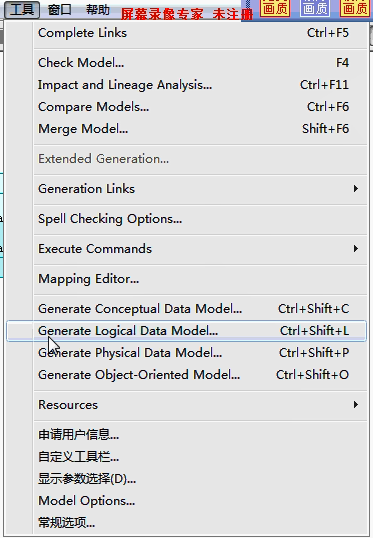 工具 窗口 帮助
屏幕录像专家 未注册
画质 画质 画质
Complete Links Ctrl+F5
Check Model... F4
Impact and Lineage Analysis... Ctrl+F11
Compare Models... Ctrl+F6
Merge Model... Shift+F6
Extended Generation...
Generation Links
Spell Checking Options...
Execute Commands
Mapping Editor...
Generate Conceptual Data Model... Ctrl+Shift+C
Generate Logical Data Model... Ctrl+Shift+L
Generate Physical Data Model... Ctrl+Shift+P
Generate Object-Oriented Model... Ctrl+Shift+O
Resources
申请用户信息...
自定义工具栏...
显示参数选择(D)...
Model Options...
常规选项...